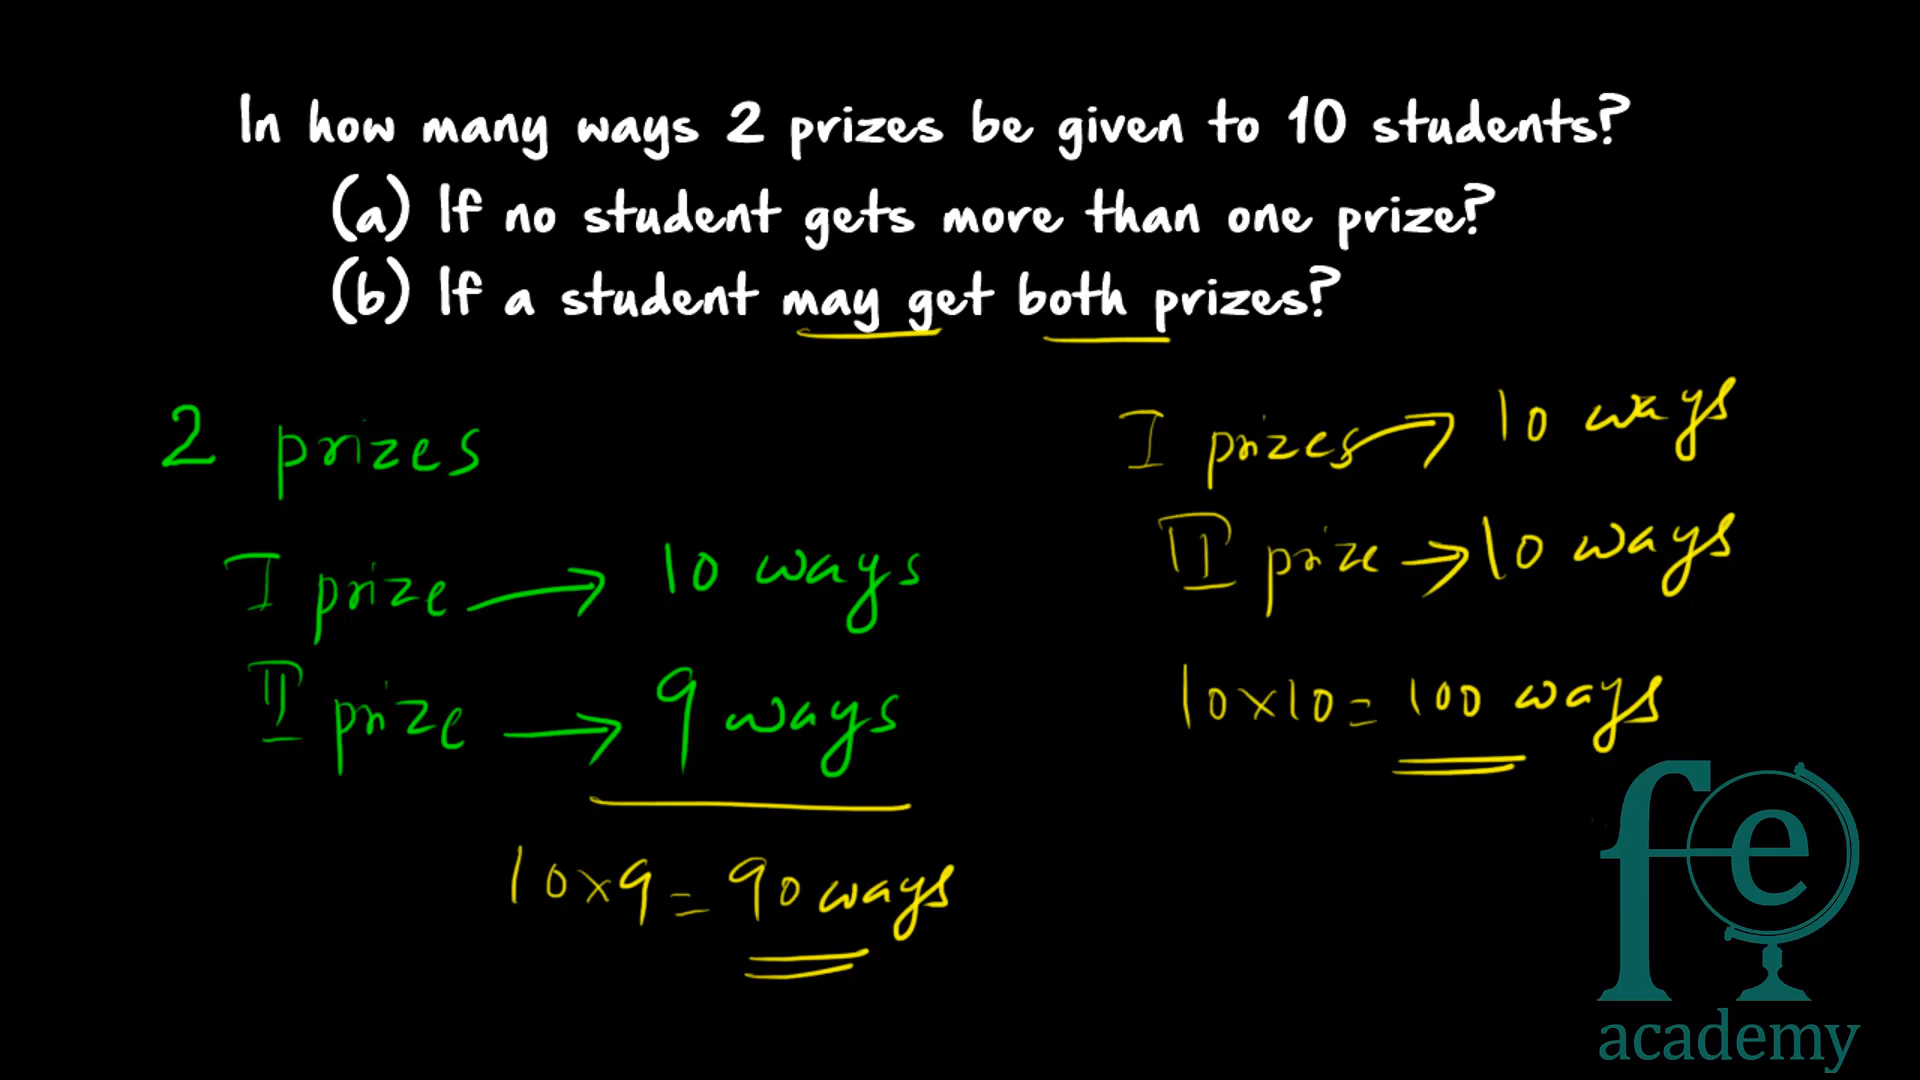 In how many ways 2 prizes be given to 10 students?
(a) If no student gets more than one prize?
(b) If a student may get both prizes?
2 prizes
I prize → 10 ways
II prize → 9 ways
10×9 = 90 ways
I prizes → 10 ways
II prize → 10 ways
10×10 = 100 ways
fe
academy